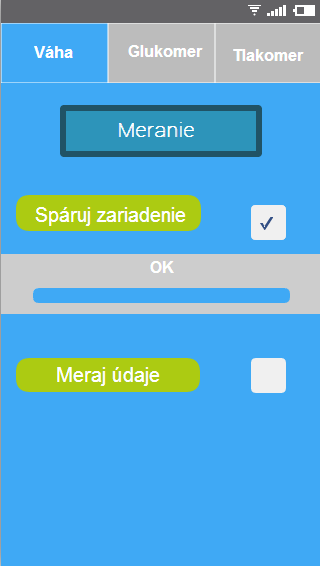 Váha
Glukomer
Tlakomer
Meranie
Spáruj zariadenie
OK
Meraj údaje